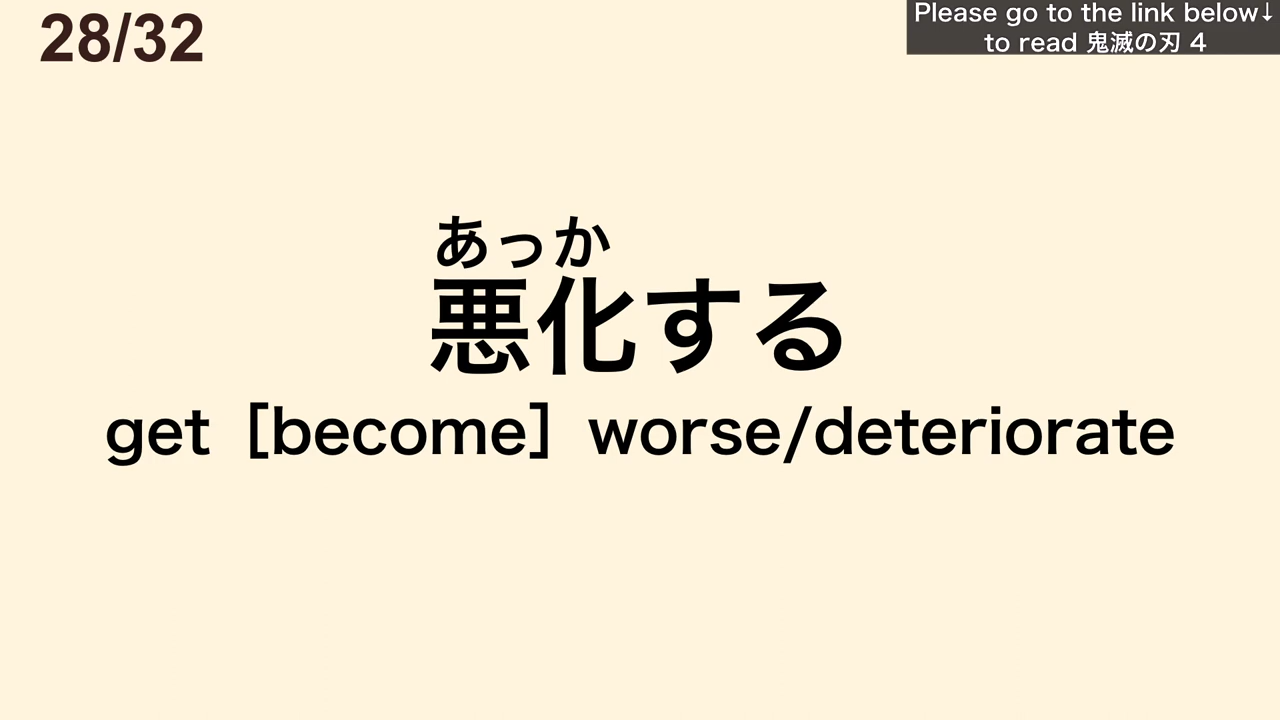 28/32
Please go to the link below↓
to read 鬼滅の刃 4
あっか
悪化する
get［become］worse/deteriorate